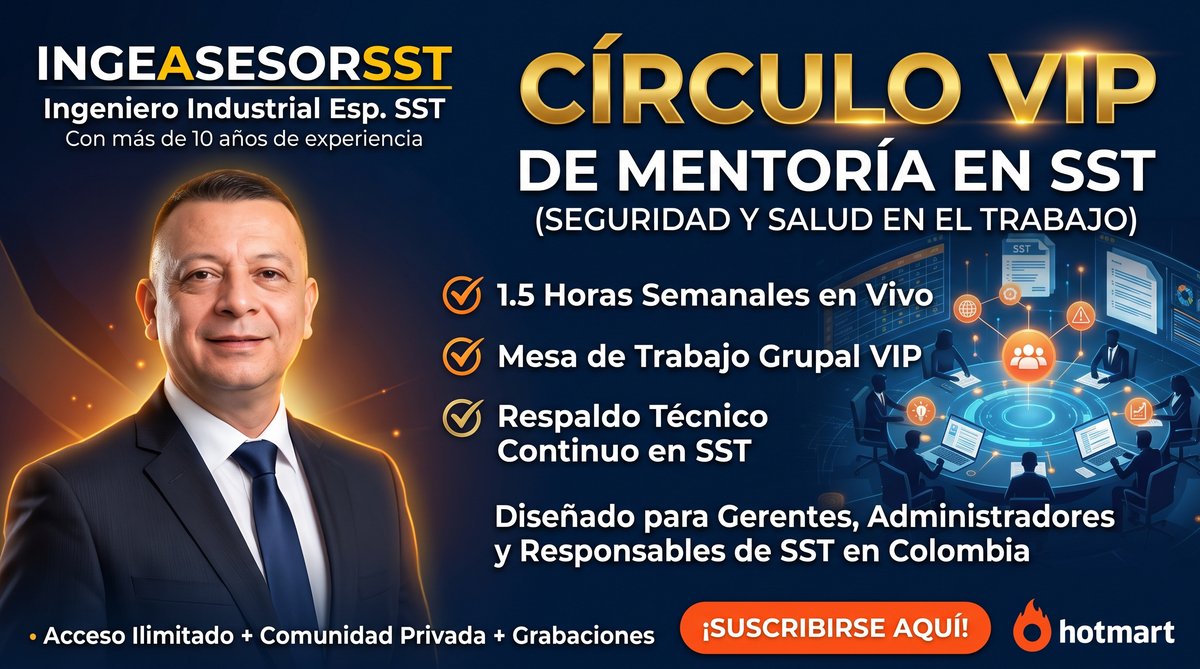 INGEASESORSST
Ingeniero Industrial Esp. SST
Con más de 10 años de experiencia
CÍRCULO VIP
DE MENTORÍA EN SST
(SEGURIDAD Y SALUD EN EL TRABAJO)
SST
1.5 Horas Semanales en Vivo
Mesa de Trabajo Grupal VIP
Respaldo Técnico
Continuo en SST
Diseñado para Gerentes, Administradores
y Responsables de SST en Colombia
• Acceso Ilimitado + Comunidad Privada + Grabaciones
¡SUSCRIBIRSE AQUÍ!
hotmart